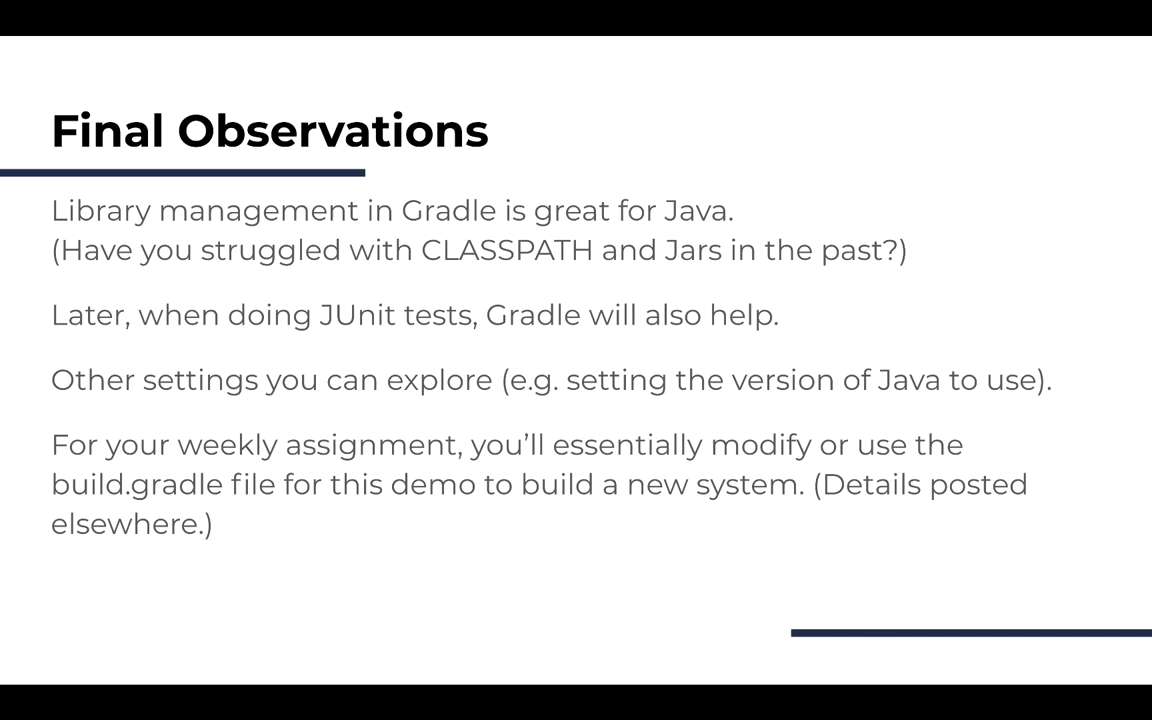 Final Observations
Library management in Gradle is great for Java.
(Have you struggled with CLASSPATH and Jars in the past?)
Later, when doing JUnit tests, Gradle will also help.
Other settings you can explore (e.g. setting the version of Java to use).
For your weekly assignment, you’ll essentially modify or use the
build.gradle file for this demo to build a new system. (Details posted
elsewhere.)